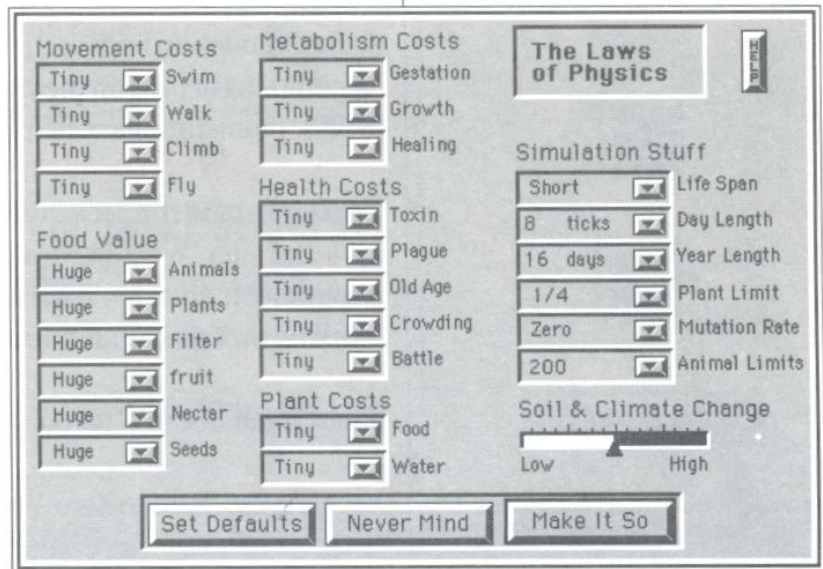 Movement Costs
Tiny Swim
Tiny Walk
Tiny Climb
Tiny Fly
Food Value
Huge Animals
Huge Plants
Huge Filter
Huge fruit
Huge Nectar
Huge Seeds
Metabolism Costs
Tiny Gestation
Tiny Growth
Tiny Healing
Health Costs
Tiny Toxin
Tiny Plague
Tiny Old Age
Tiny Crowding
Tiny Battle
Plant Costs
Tiny Food
Tiny Water
The Laws
of Physics
HELP
Simulation Stuff
Short Life Span
8 ticks Day Length
16 days Year Length
1/4 Plant Limit
Zero Mutation Rate
200 Animal Limits
Soil & Climate Change
Low High
Set Defaults Never Mind Make It So